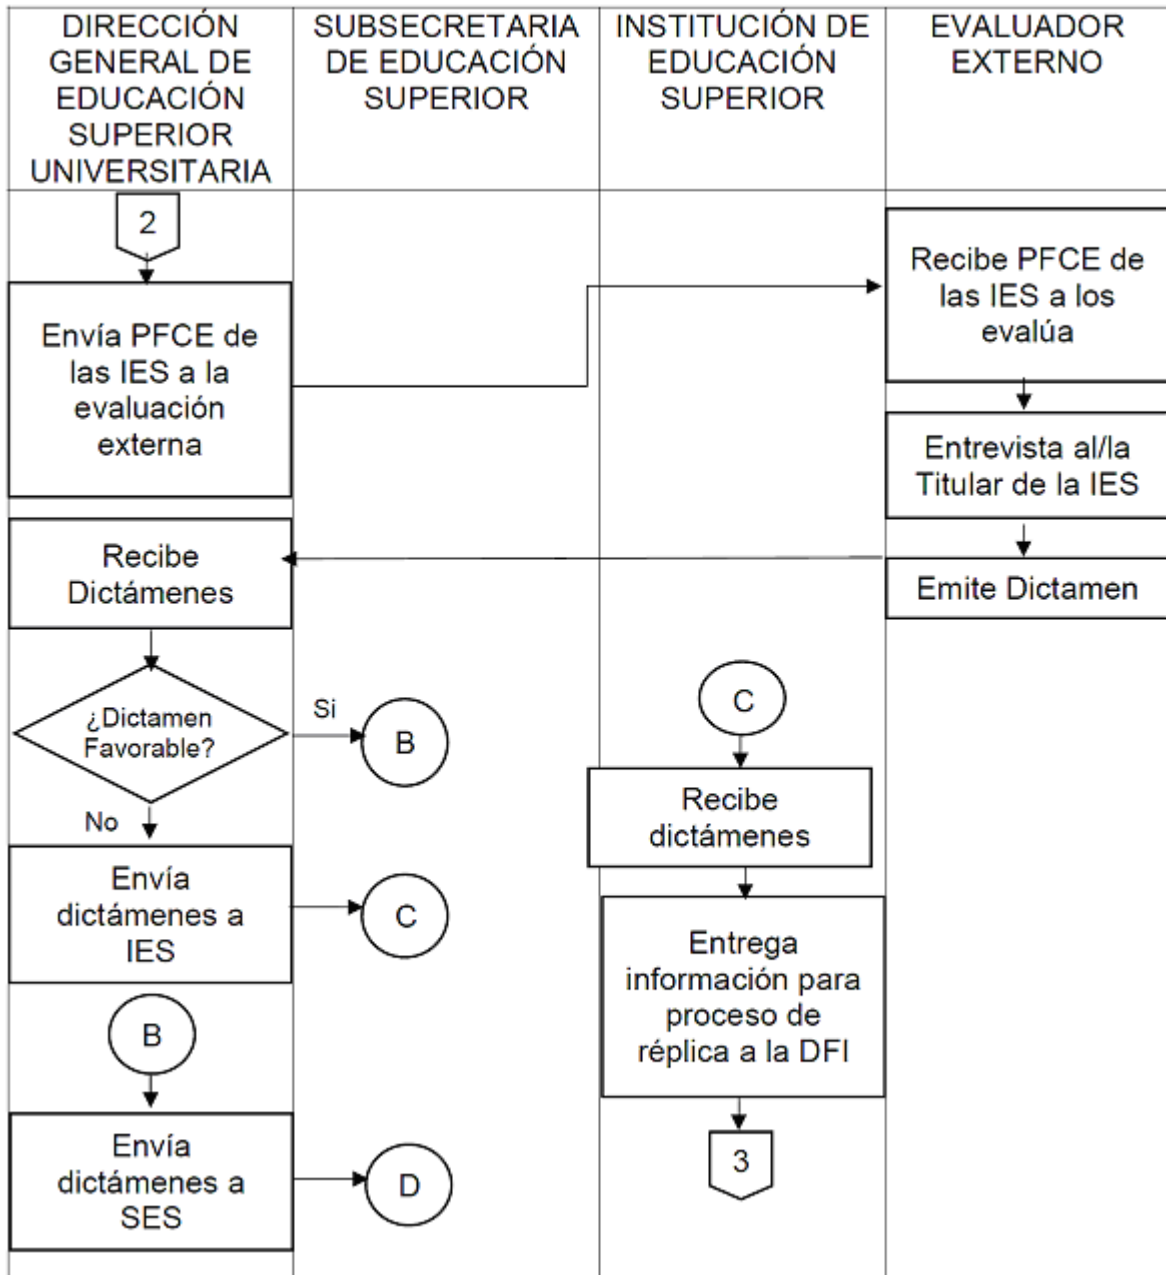 DIRECCIÓN
GENERAL DE
EDUCACIÓN
SUPERIOR
UNIVERSITARIA
SUBSECRETARIA
DE EDUCACIÓN
SUPERIOR
INSTITUCIÓN DE
EDUCACIÓN
SUPERIOR
EVALUADOR
EXTERNO
2
Envía PFCE de
las IES a la
evaluación
externa
Recibe PFCE de
las IES a los
evalúa
Entrevista al/la
Titular de la IES
Emite Dictamen
Recibe
Dictámenes
¿Dictamen
Favorable?
Si
B
No
Envía
dictámenes a
IES
C
B
Envía
dictámenes a
SES
D
C
Recibe
dictámenes
Entrega
información para
proceso de
réplica a la DFI
3